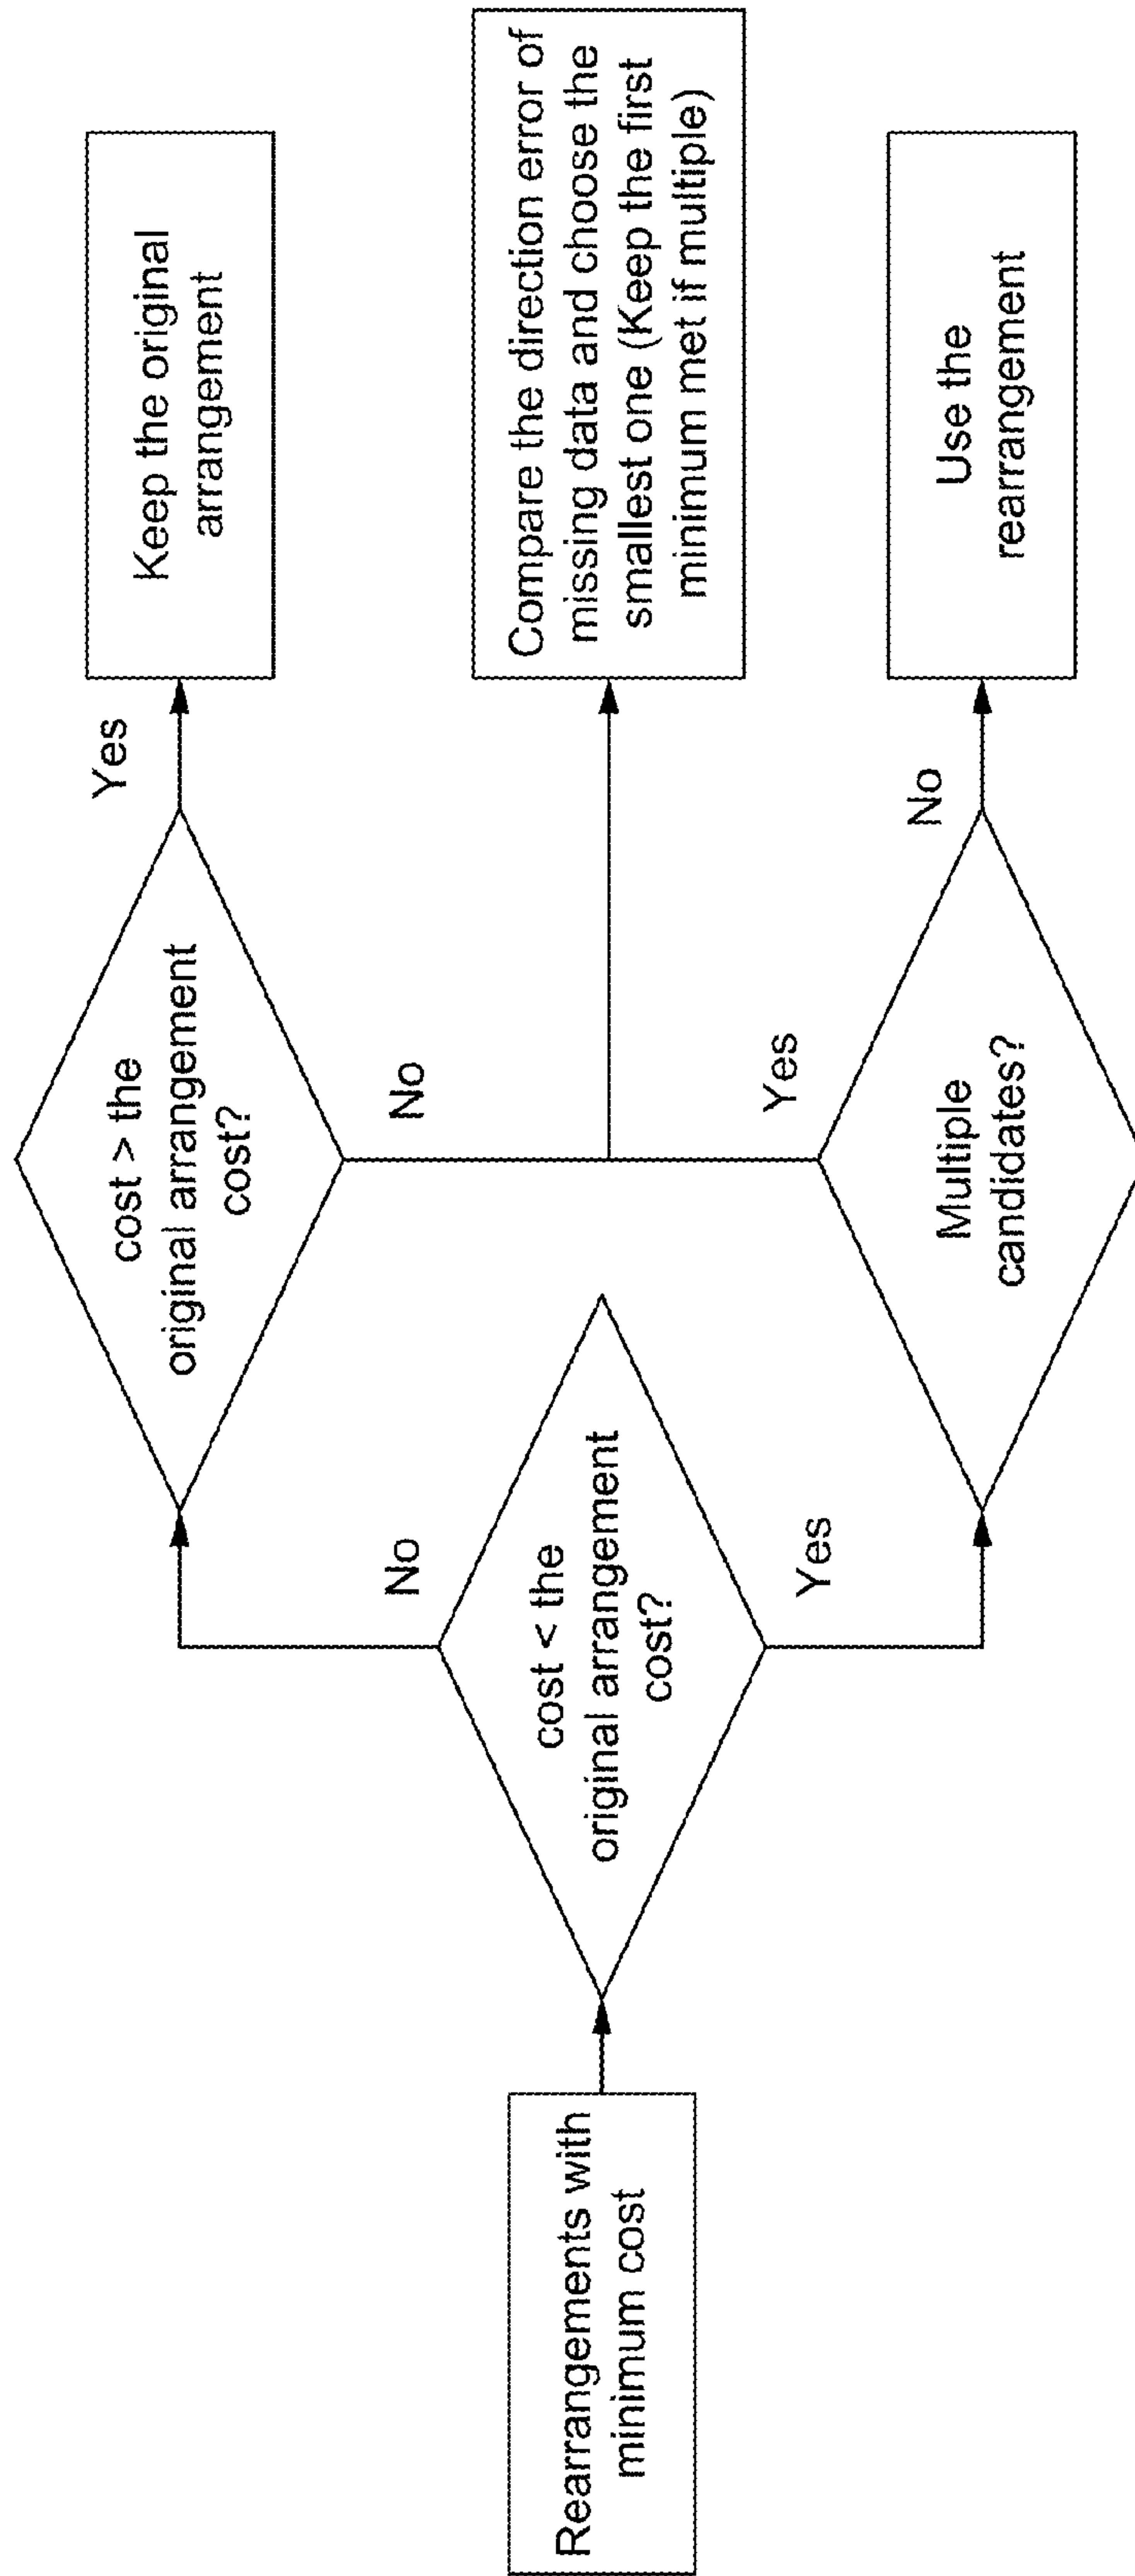 Rearrangements with
minimum cost
cost < the
original arrangement
cost?
No
Yes
cost > the
original arrangement
cost?
Yes
No
Keep the original
arrangement
Compare the direction error of
missing data and choose the
smallest one (Keep the first
minimum met if multiple)
Multiple
candidates?
Yes
No
Use the
rearrangement